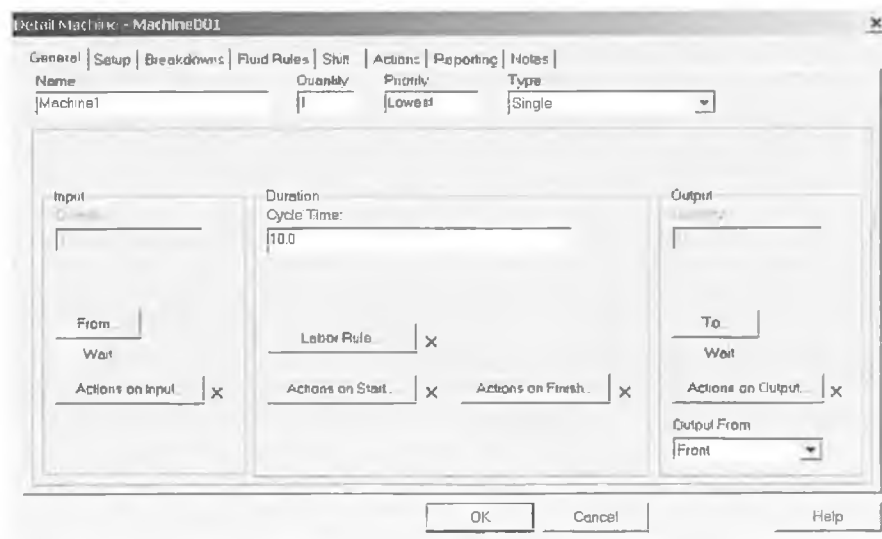 Detail Machine - Machine001
General Setup Breakdowns Fluid Rules Shift Actions Reporting Notes
Name Quantity Priority Type
Machine1 1 Lowest Single
Input Duration Output
Cycle Time:
10.0
From... To...
Wait Labor Rule... Wait
Actions on Input... Actions on Start... Actions on Finish... Actions on Output...
Output From
Front
OK Cancel Help